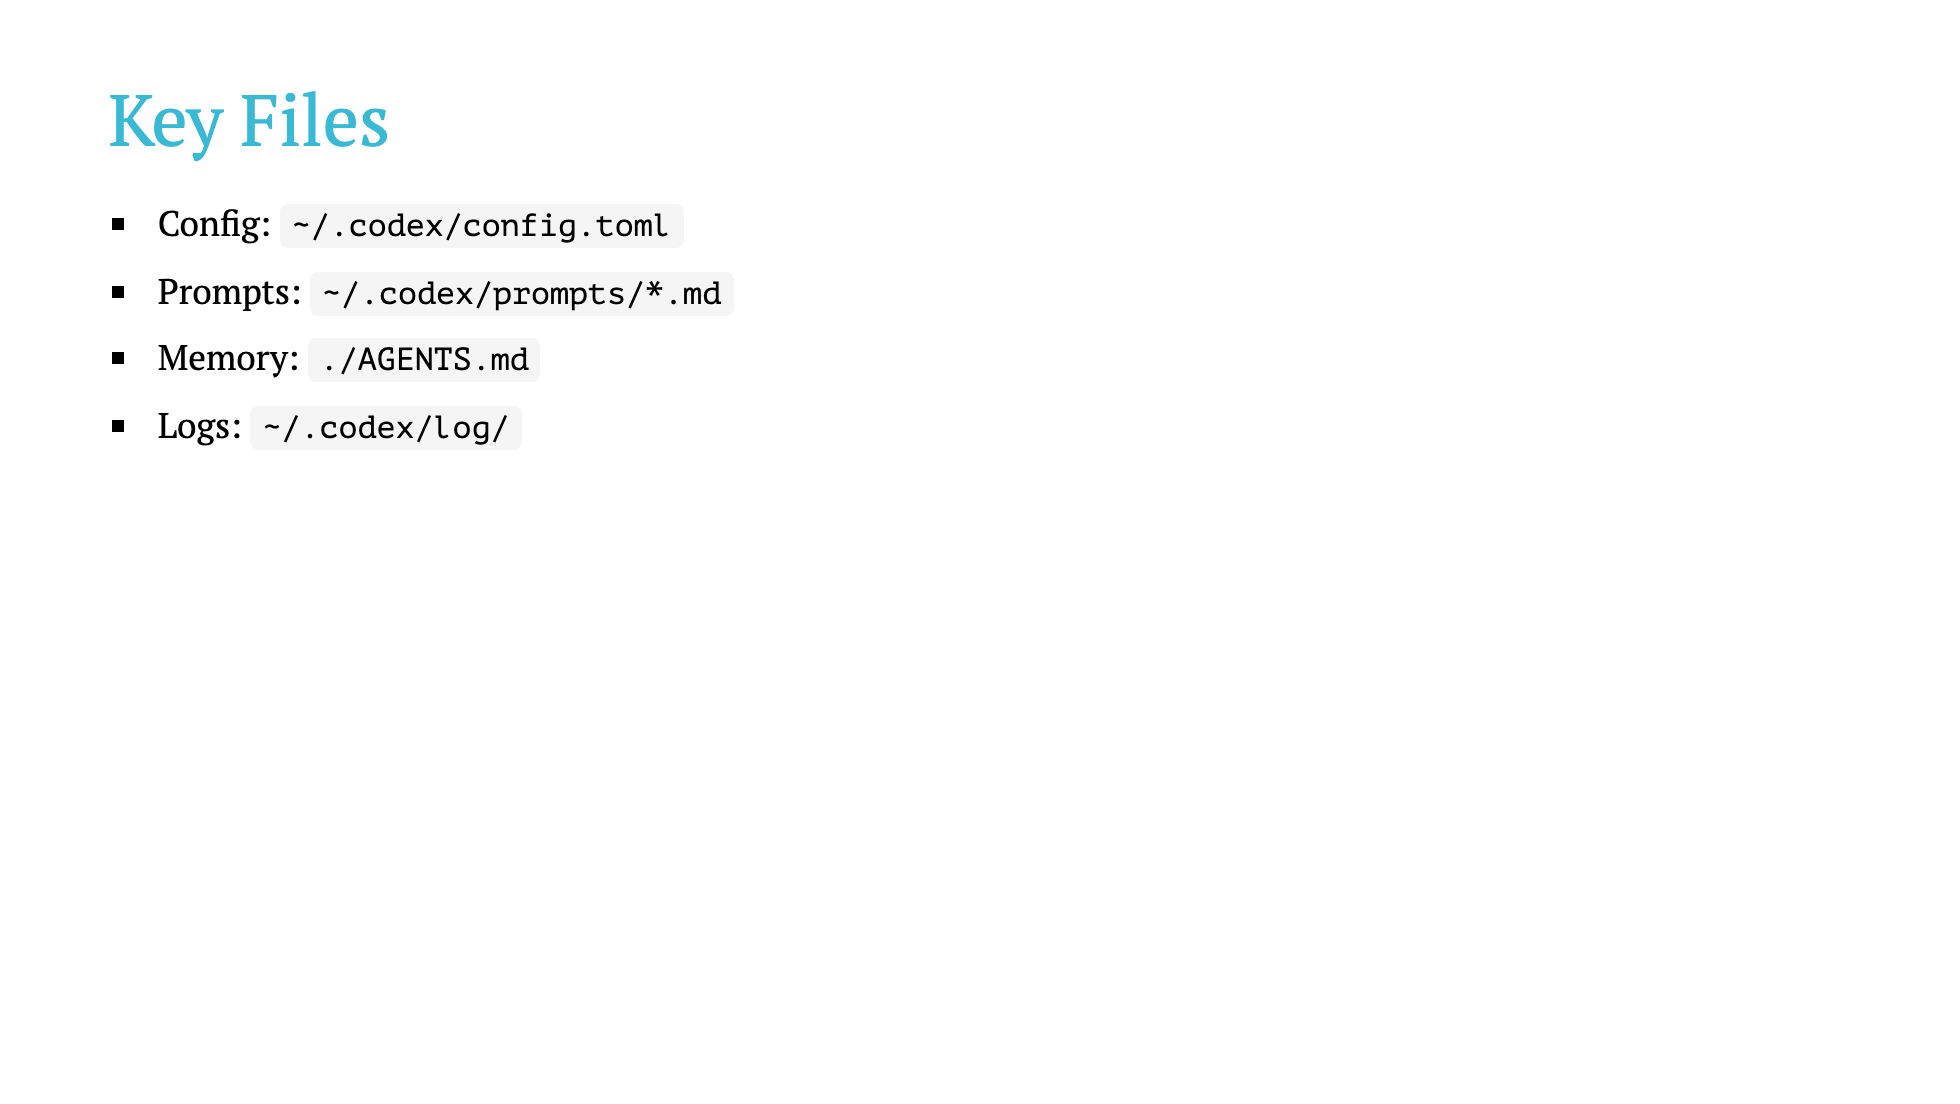 Key Files
Config: ~/.codex/config.toml
Prompts: ~/.codex/prompts/*.md
Memory: ./AGENTS.md
Logs: ~/.codex/log/